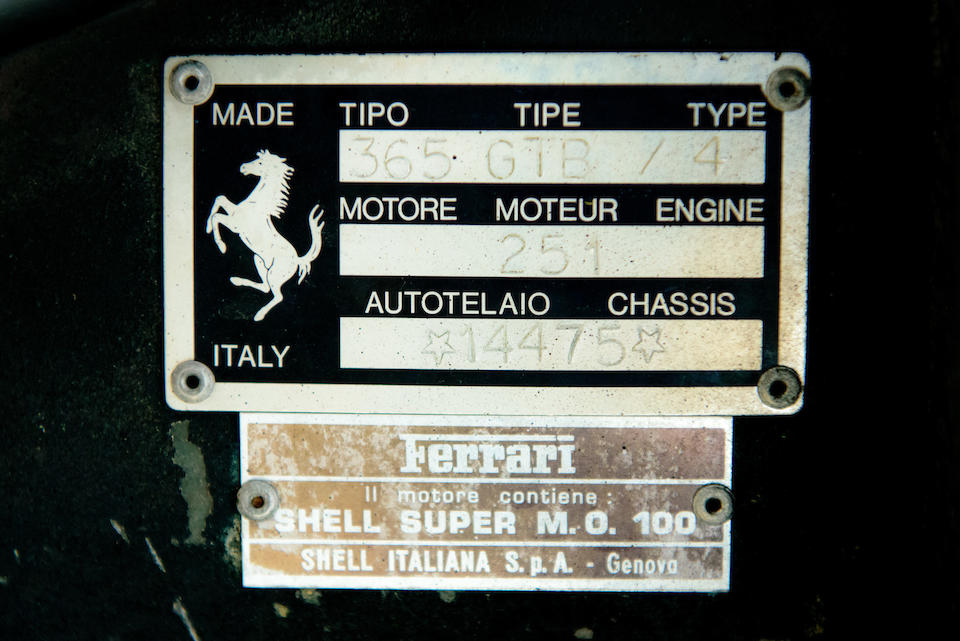 MADE TIPO TIPE TYPE
365 GTB / 4
MOTORE MOTEUR ENGINE
251
AUTOTELAIO CHASSIS
☆14475☆
ITALY
Ferrari
Il motore contiene:
SHELL SUPER M.O. 100
SHELL ITALIANA S.p.A. - Genova